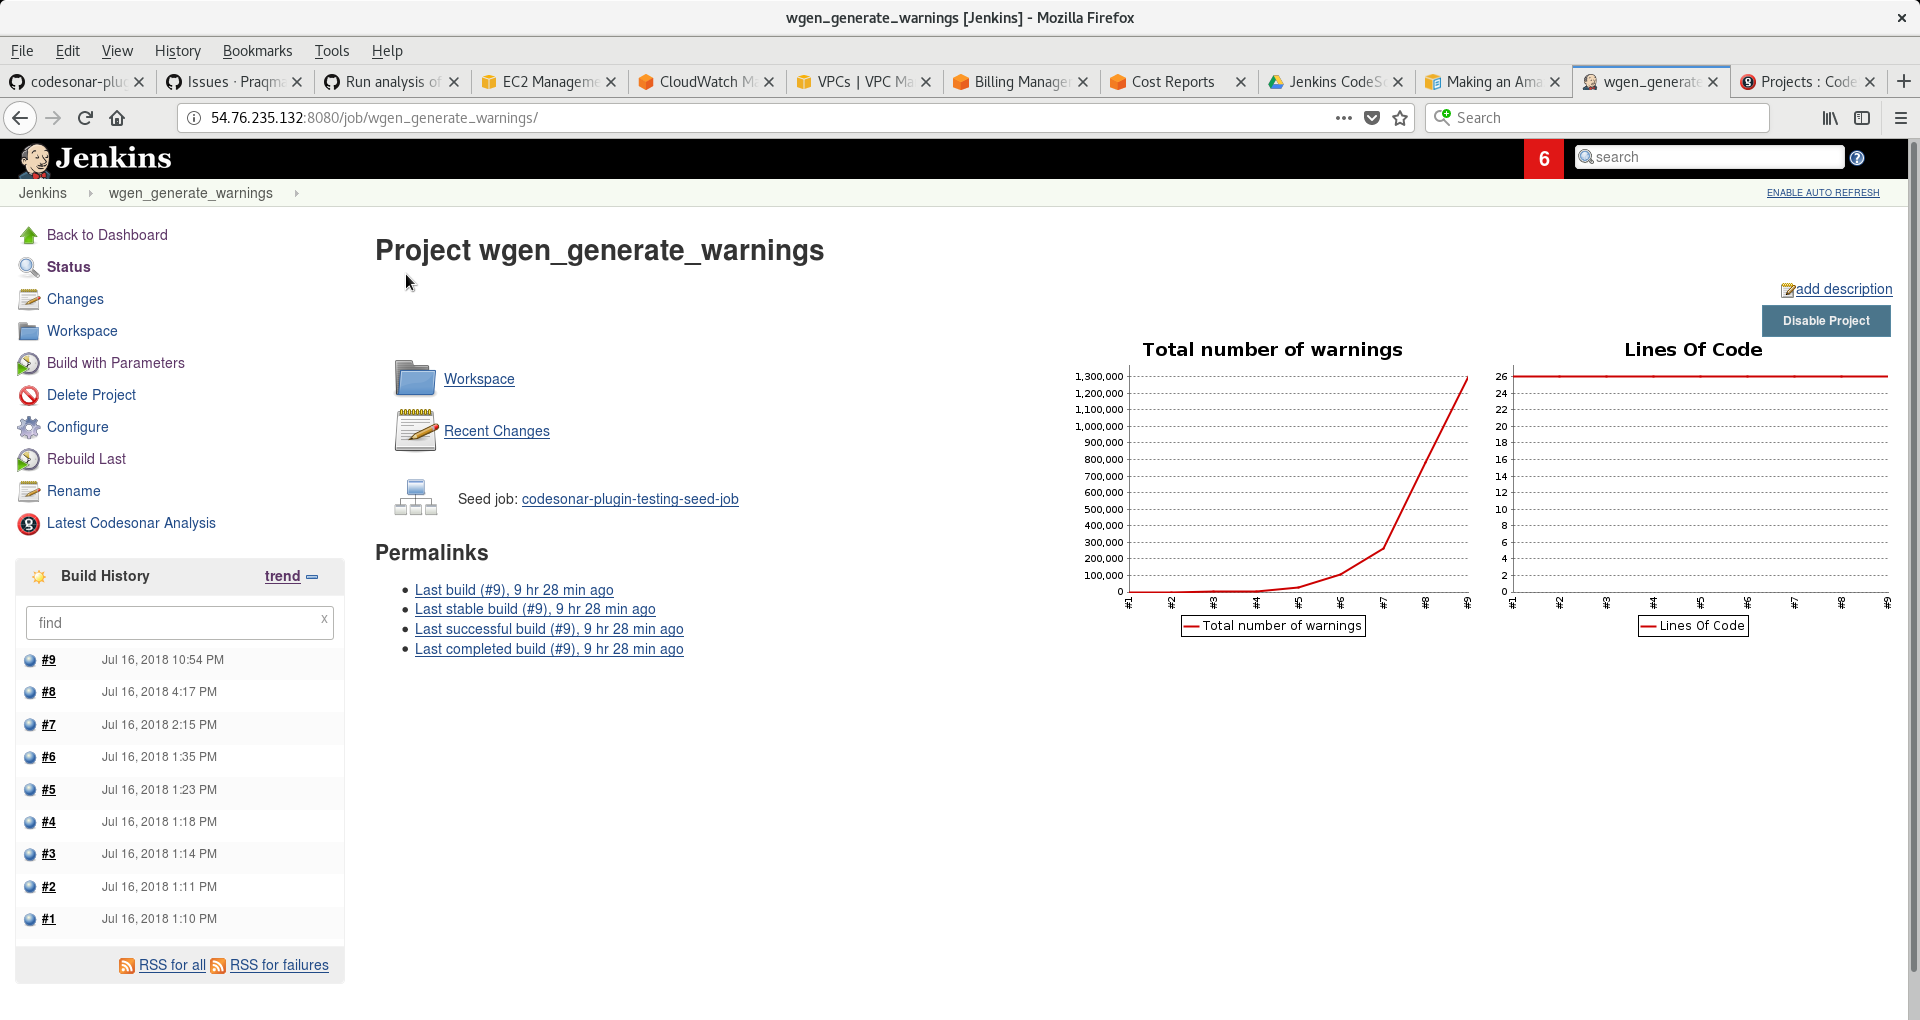 wgen_generate_warnings [Jenkins] - Mozilla Firefox
File Edit View History Bookmarks Tools Help
codesonar-plu Issues · Praqma Run analysis of EC2 Manageme CloudWatch Ma VPCs | VPC Ma Billing Manager Cost Reports Jenkins CodeS Making an Ama wgen_generate Projects : Code
54.76.235.132:8080/job/wgen_generate_warnings/
Search
Jenkins
6
search
Jenkins wgen_generate_warnings
ENABLE AUTO REFRESH
Back to Dashboard
Status
Changes
Workspace
Build with Parameters
Delete Project
Configure
Rebuild Last
Rename
Latest Codesonar Analysis
Build History
trend
find
x
#9 Jul 16, 2018 10:54 PM
#8 Jul 16, 2018 4:17 PM
#7 Jul 16, 2018 2:15 PM
#6 Jul 16, 2018 1:35 PM
#5 Jul 16, 2018 1:23 PM
#4 Jul 16, 2018 1:18 PM
#3 Jul 16, 2018 1:14 PM
#2 Jul 16, 2018 1:11 PM
#1 Jul 16, 2018 1:10 PM
RSS for all RSS for failures
Project wgen_generate_warnings
add description
Disable Project
Workspace
Recent Changes
Seed job: codesonar-plugin-testing-seed-job
Permalinks
Last build (#9), 9 hr 28 min ago
Last stable build (#9), 9 hr 28 min ago
Last successful build (#9), 9 hr 28 min ago
Last completed build (#9), 9 hr 28 min ago
Total number of warnings
1,300,000
1,200,000
1,100,000
1,000,000
900,000
800,000
700,000
600,000
500,000
400,000
300,000
200,000
100,000
0
#1 #2 #3 #4 #5 #6 #7 #8 #9
Total number of warnings
Lines Of Code
26
24
22
20
18
16
14
12
10
8
6
4
2
0
#1 #2 #3 #4 #5 #6 #7 #8 #9
Lines Of Code